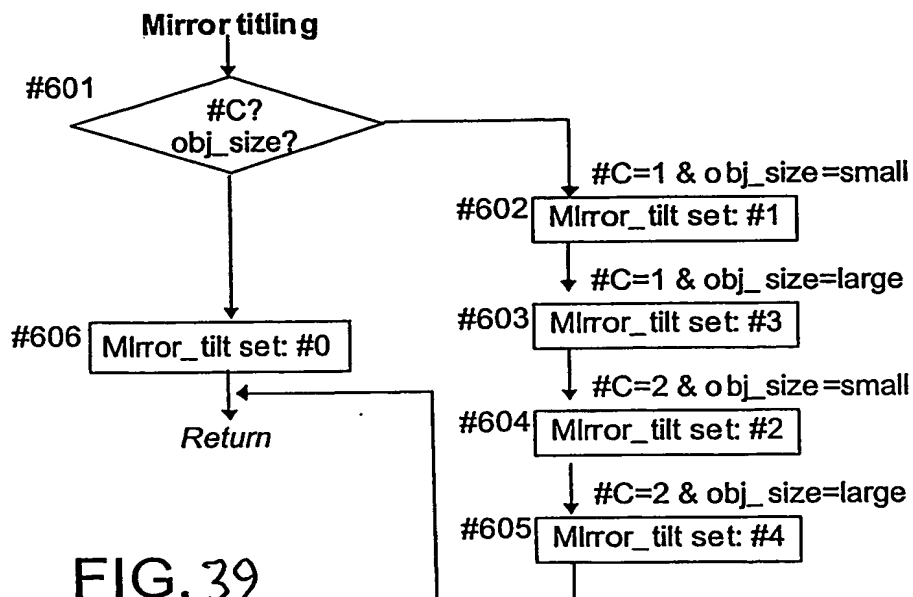 Mirror titling
#601
#C?
obj_size?
#C=1 & obj_size=small
#602
MIrror_tilt set: #1
#C=1 & obj_size=large
#603
MIrror_tilt set: #3
#606
MIrror_tilt set: #0
#C=2 & obj_size=small
#604
MIrror_tilt set: #2
Return
#C=2 & obj_size=large
#605
MIrror_tilt set: #4
FIG. 39